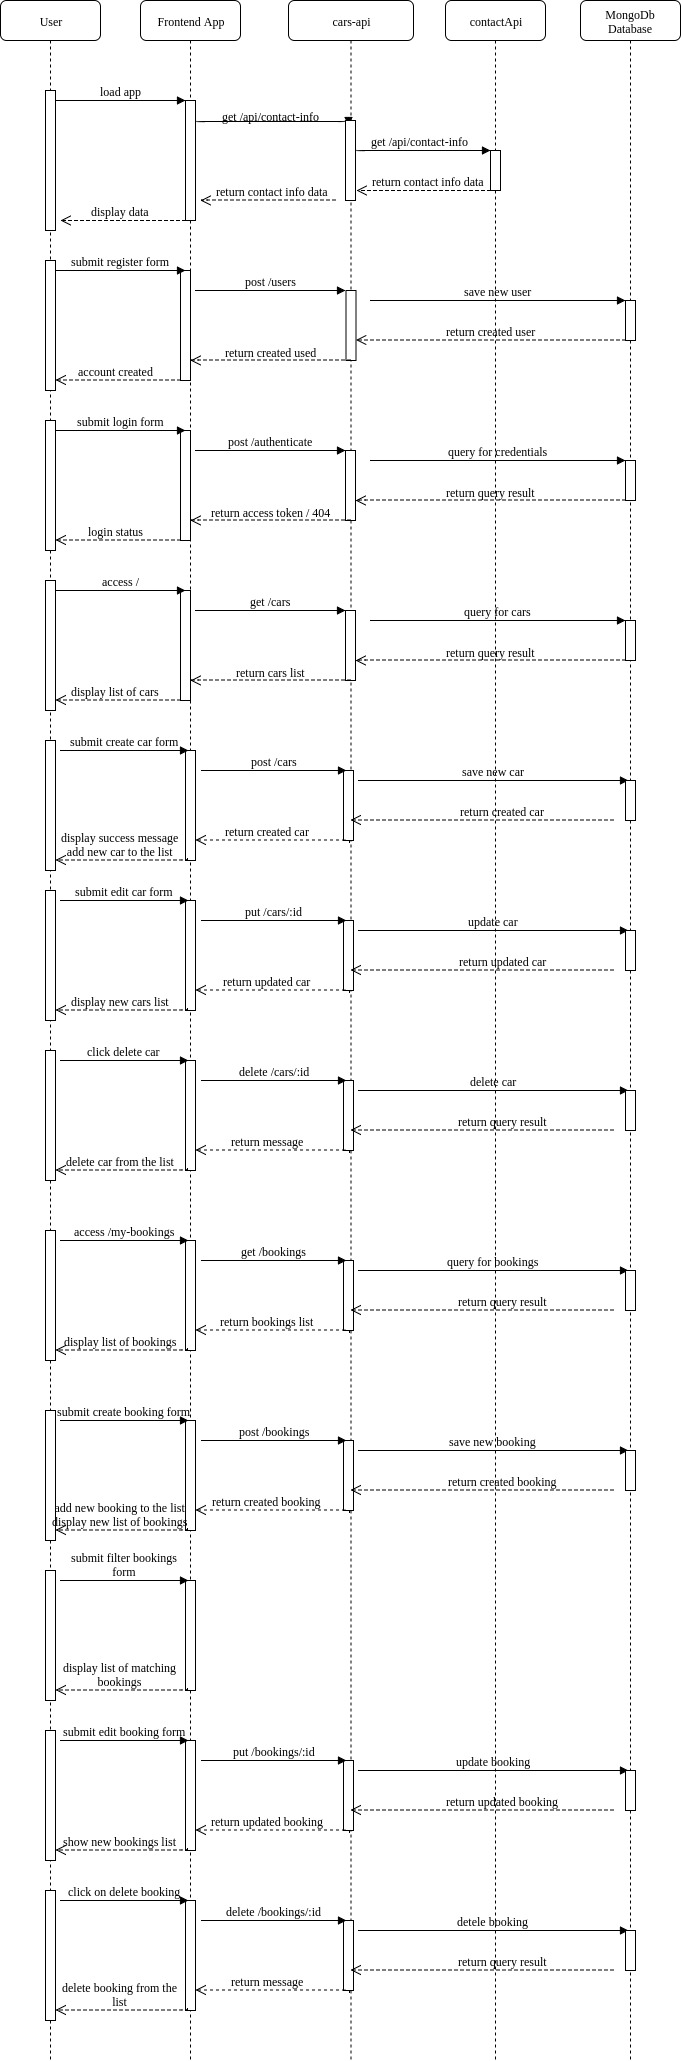 User
Frontend App
cars-api
contactApi
MongoDb
Database
load app
get /api/contact-info
get /api/contact-info
return contact info data
return contact info data
display data
submit register form
post /users
save new user
return created user
return created used
account created
submit login form
post /authenticate
query for credentials
return query result
return access token / 404
login status
access /
get /cars
query for cars
return query result
return cars list
display list of cars
submit create car form
post /cars
save new car
return created car
return created car
display success message
add new car to the list
submit edit car form
put /cars/:id
update car
return updated car
return updated car
display new cars list
click delete car
delete /cars/:id
delete car
return query result
return message
delete car from the list
access /my-bookings
get /bookings
query for bookings
return query result
return bookings list
display list of bookings
submit create booking form
post /bookings
save new booking
return created booking
return created booking
add new booking to the list
display new list of bookings
submit filter bookings
form
display list of matching
bookings
submit edit booking form
put /bookings/:id
update booking
return updated booking
return updated booking
show new bookings list
click on delete booking
delete /bookings/:id
detele booking
return query result
return message
delete booking from the
list